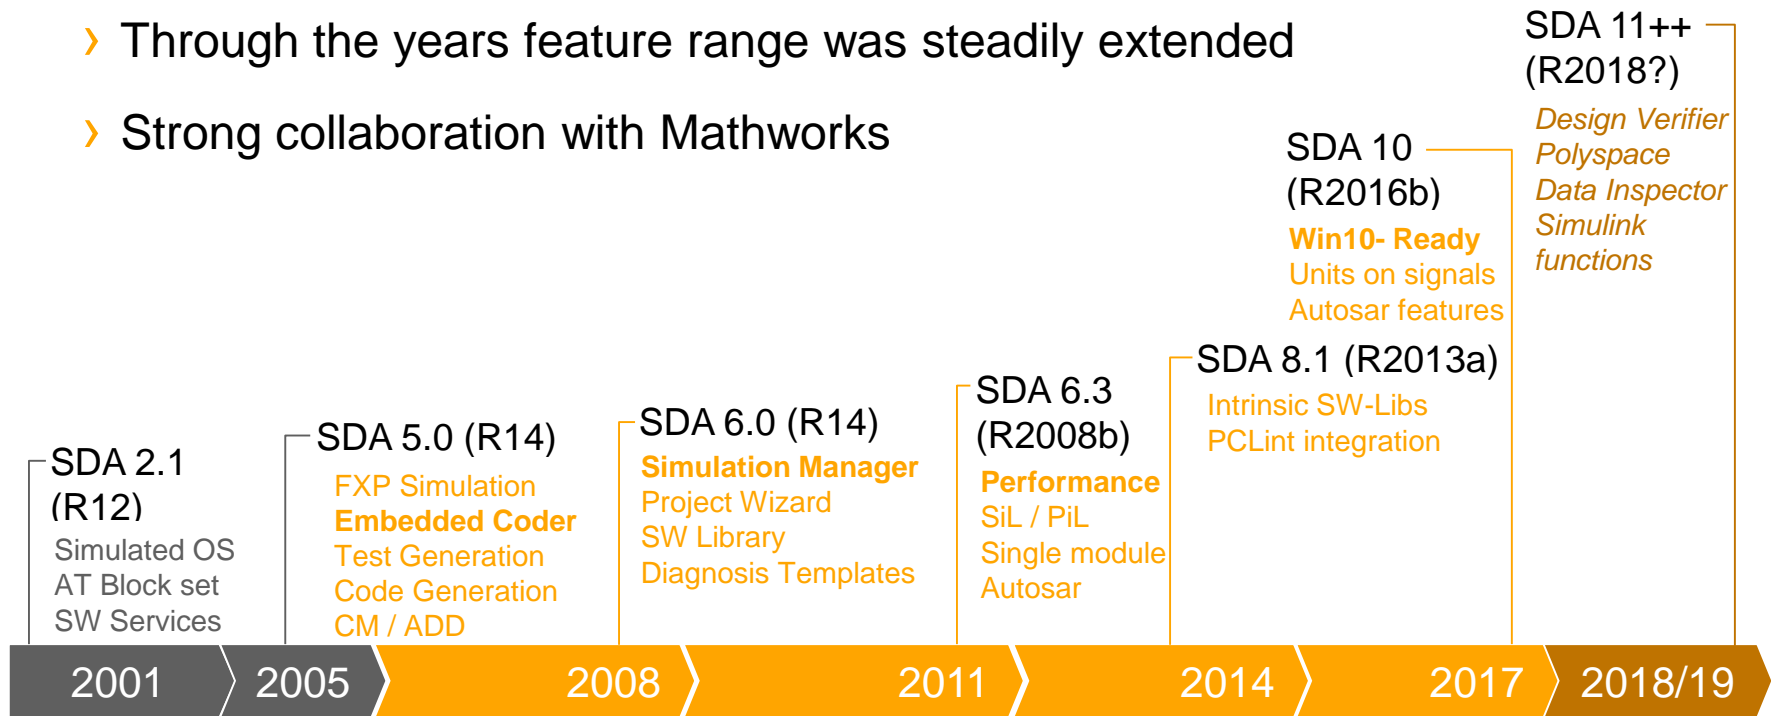 › Through the years feature range was steadily extended
› Strong collaboration with Mathworks
SDA 2.1
(R12)
Simulated OS
AT Block set
SW Services
SDA 5.0 (R14)
FXP Simulation
Embedded Coder
Test Generation
Code Generation
CM / ADD
SDA 6.0 (R14)
Simulation Manager
Project Wizard
SW Library
Diagnosis Templates
SDA 6.3
(R2008b)
Performance
SiL / PiL
Single module
Autosar
SDA 8.1 (R2013a)
Intrinsic SW-Libs
PCLint integration
SDA 10
(R2016b)
Win10- Ready
Units on signals
Autosar features
SDA 11++
(R2018?)
Design Verifier
Polyspace
Data Inspector
Simulink
functions
2001
2005
2008
2011
2014
2017
2018/19